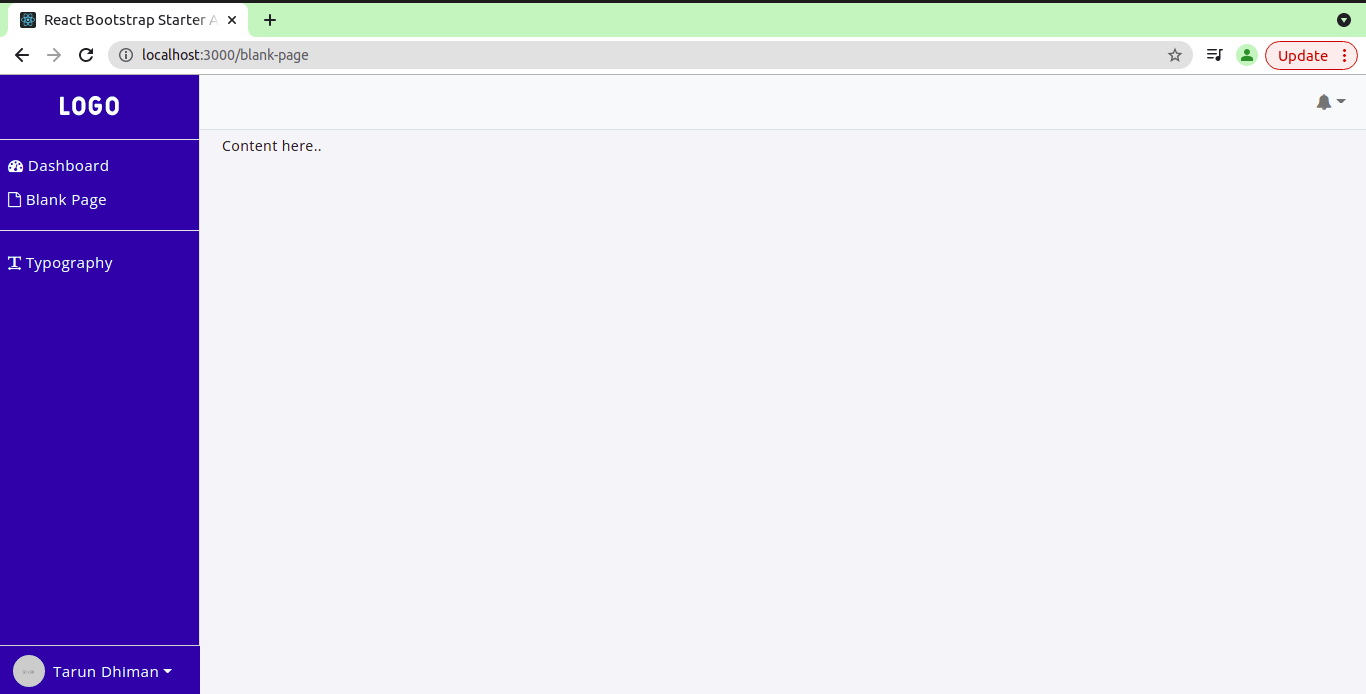 React Bootstrap Starter A
localhost:3000/blank-page
Update
LOGO
Content here..
Dashboard
Blank Page
Typography
Tarun Dhiman